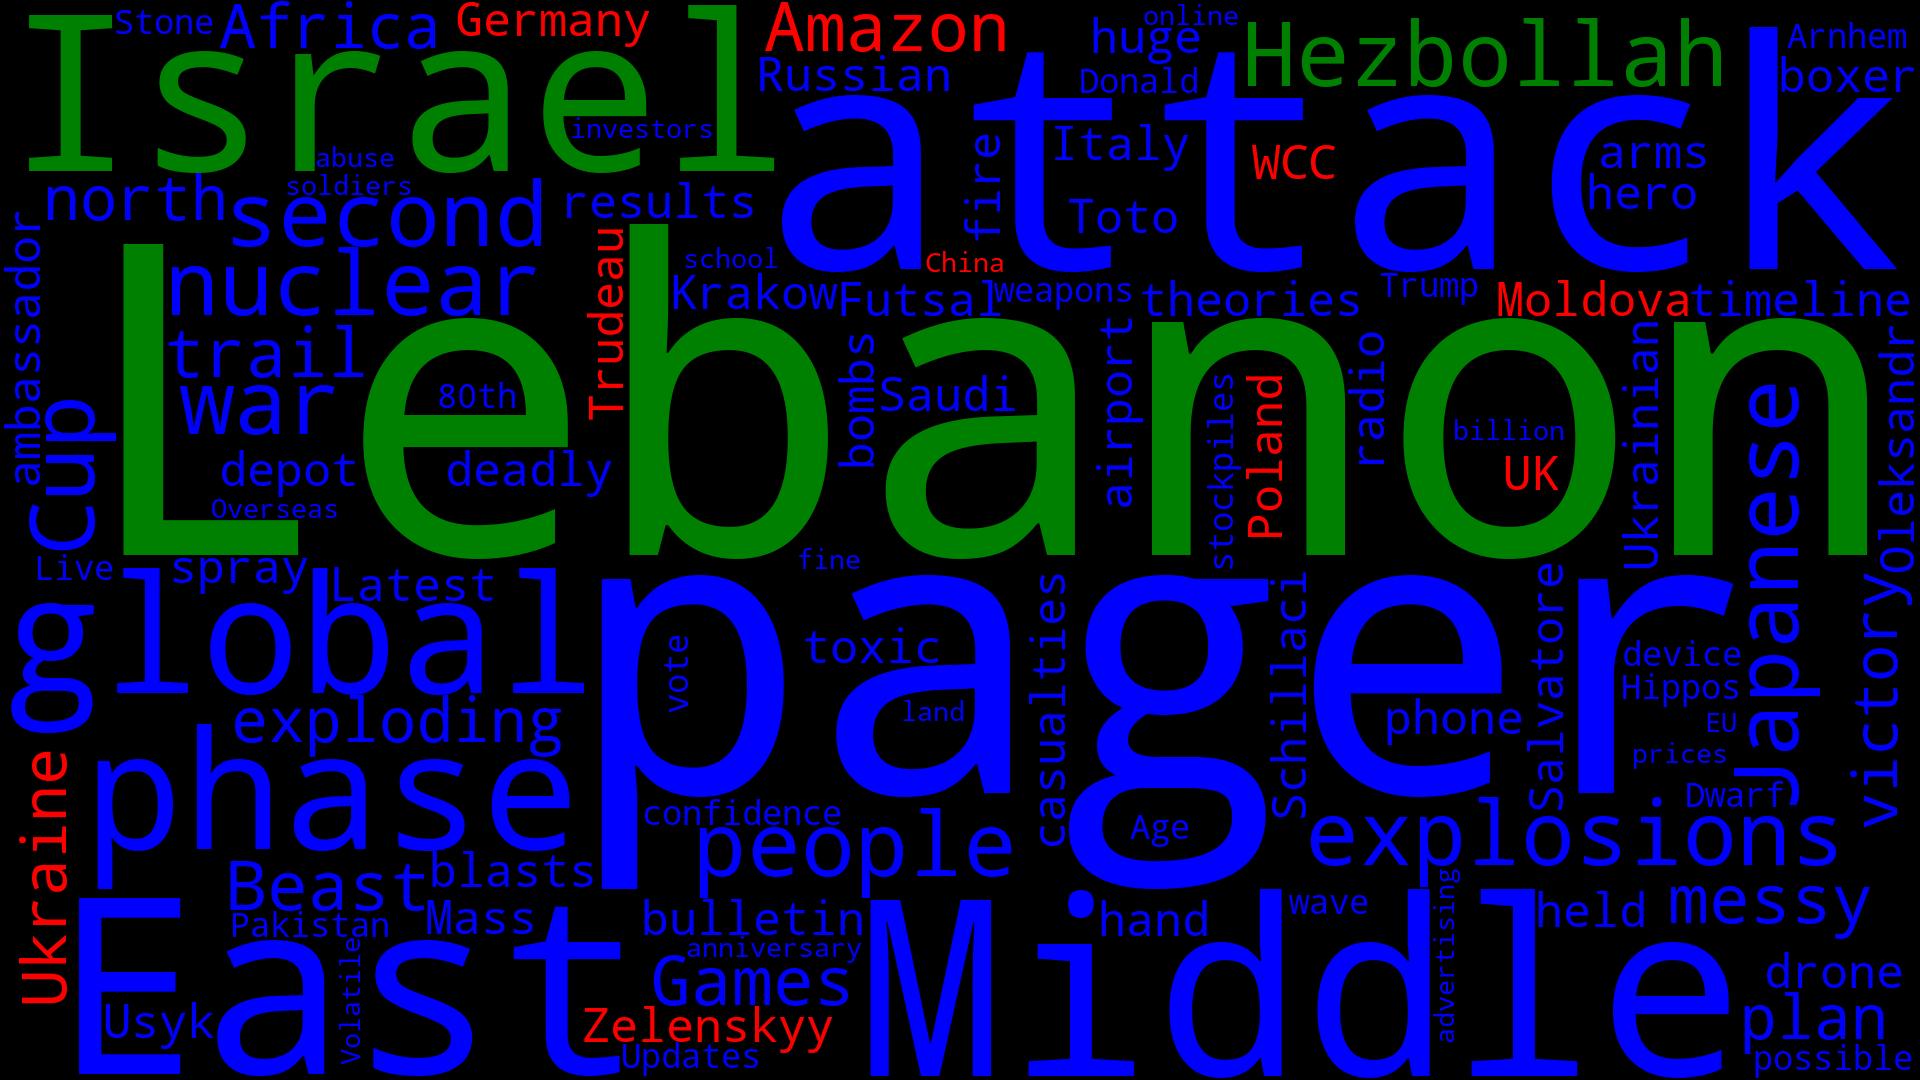 Stone Africa Germany Amazon huge online Hezbollah Arnhem
Israel Russian Donald boxer
attack
investors fire Italy WCC arms
abuse
soldiers hero
north second results Toto
ambassador Trudeau school China
nuclear Krakow Futsal weapons theories Trump Moldova timeline
Lebanon
trail bombs airport radio Ukrainian Oleksandr
war 80th Saudi stockpiles Poland Japanese
Cup billion
depot deadly UK
Overseas
Live spray Latest fine
global pager
vote toxic casualties Schillaci Salvatore device victory
Hippos
exploding land phone EU
Ukraine phase prices
confidence Age Dwarf
people explosions
Beast blasts
Pakistan Mass bulletin hand wave advertising held messy
East Middle
Volatile anniversary
Games drone
Usyk Zelenskyy plan
Updates possible